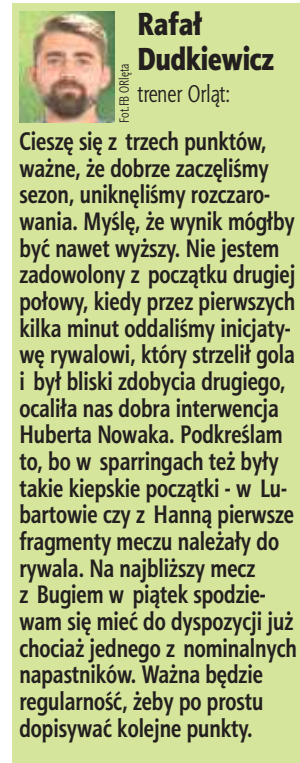 Rafał
Dudkiewicz
trener Orląt:
Fot.FB ORlęta
Cieszę się z trzech punktów,
ważne, że dobrze zaczęliśmy
sezon, uniknęliśmy rozczaro-
wania. Myślę, że wynik mógłby
być nawet wyższy. Nie jestem
zadowolony z początku drugiej
połowy, kiedy przez pierwszych
kilka minut oddaliśmy inicjaty-
wę rywalowi, który strzelił gola
i był bliski zdobycia drugiego,
ocaliła nas dobra interwencja
Huberta Nowaka. Podkreślam
to, bo w sparringach też były
takie kiepskie początki - w Lu-
bartowie czy z Hanną pierwsze
fragmenty meczu należały do
rywala. Na najbliższy mecz
z Bugiem w piątek spodzie-
wam się mieć do dyspozycji już
chociaż jednego z nominalnych
napastników. Ważna będzie
regularność, żeby po prostu
dopisywać kolejne punkty.